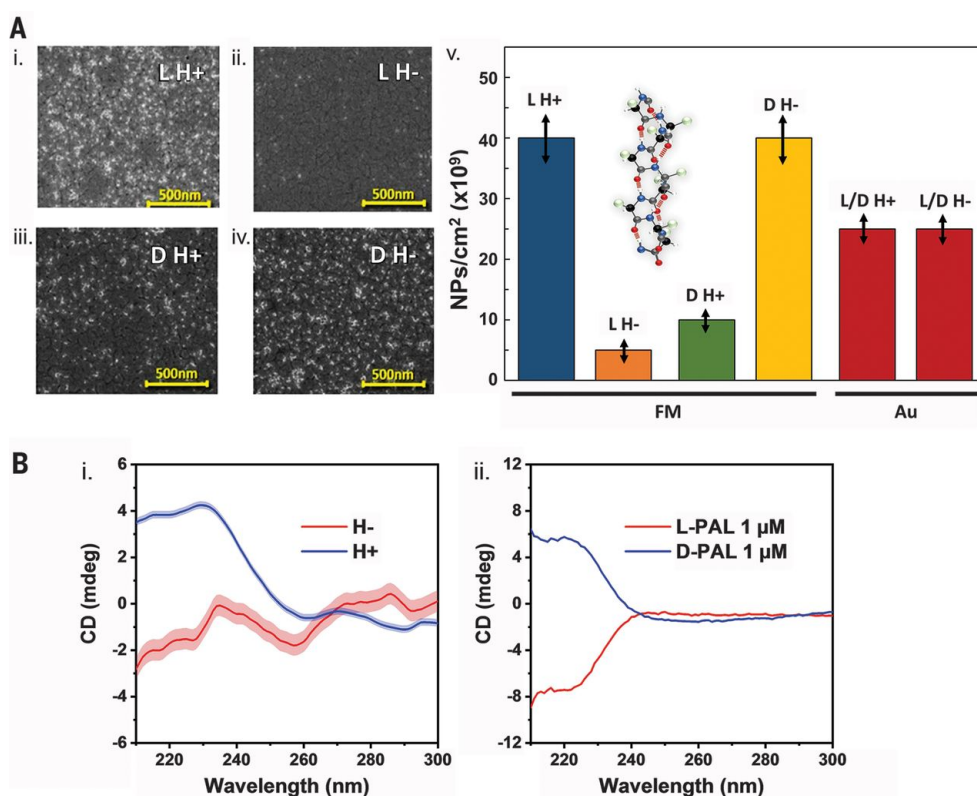 A
i.
L H+
500nm
ii.
L H-
500nm
iii.
D H+
500nm
iv.
D H-
500nm
v.
NPs/cm² (x10⁹)
50
40
30
20
10
0
L H+
L H-
D H+
D H-
L/D H+
L/D H-
FM
Au
B
i.
CD (mdeg)
6
4
2
0
-2
-4
-6
H-
H+
220
240
260
280
300
Wavelength (nm)
ii.
CD (mdeg)
12
8
4
0
-4
-8
-12
L-PAL 1 µM
D-PAL 1 µM
220
240
260
280
300
Wavelength (nm)